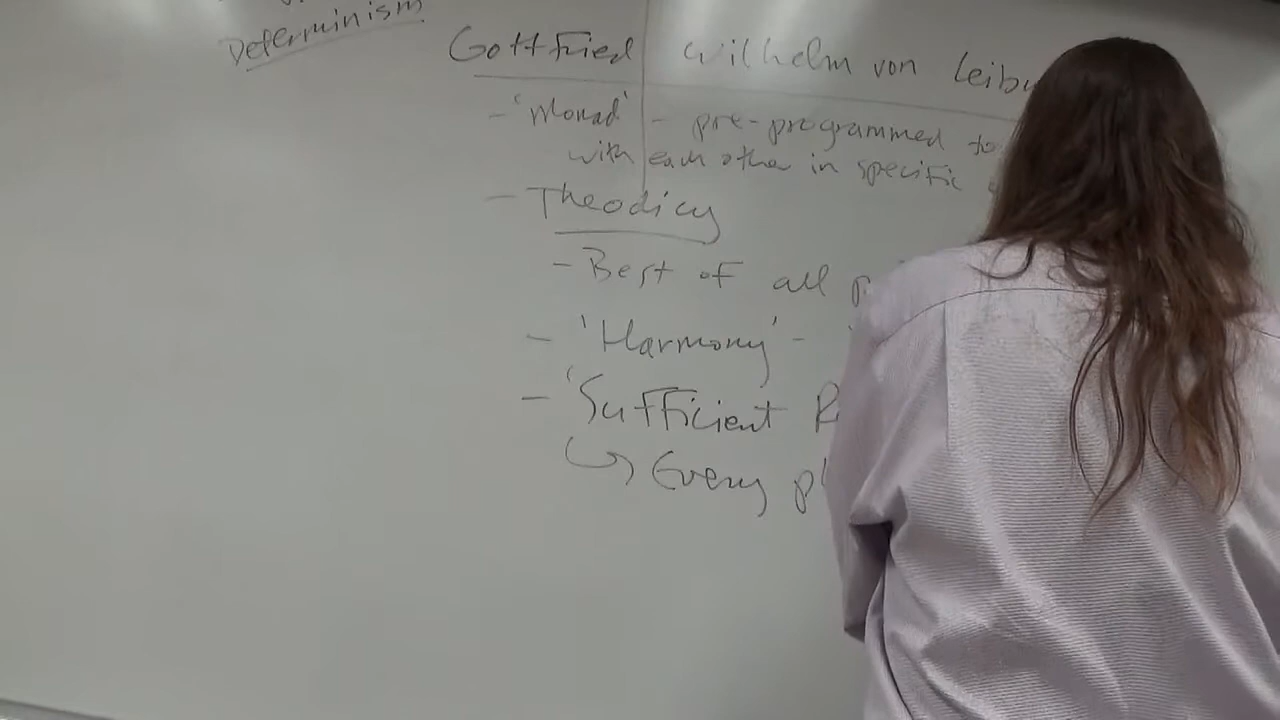 Determinism
Gottfried Wilhelm von Leib
- 'Monad' - pre-programmed to
with each other in specific
- Theodicy
- Best of all p
- 'Harmony' -
- 'Sufficient R
↳ Every p